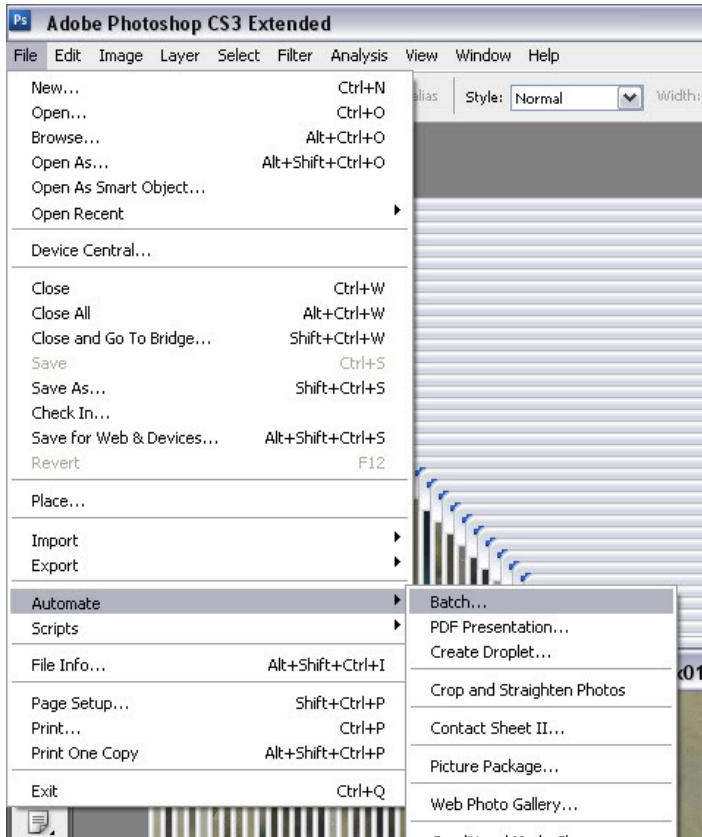 Ps Adobe Photoshop CS3 Extended
File Edit Image Layer Select Filter Analysis View Window Help
alias Style: Normal Width:
New... Ctrl+N
Open... Ctrl+O
Browse... Alt+Ctrl+O
Open As... Alt+Shift+Ctrl+O
Open As Smart Object...
Open Recent
Device Central...
Close Ctrl+W
Close All Alt+Ctrl+W
Close and Go To Bridge... Shift+Ctrl+W
Save Ctrl+S
Save As... Shift+Ctrl+S
Check In...
Save for Web & Devices... Alt+Shift+Ctrl+S
Revert F12
Place...
Import
Export
Automate
Scripts
File Info... Alt+Shift+Ctrl+I
Page Setup... Shift+Ctrl+P
Print... Ctrl+P
Print One Copy Alt+Shift+Ctrl+P
Exit Ctrl+Q
Batch...
PDF Presentation...
Create Droplet...
Crop and Straighten Photos
Contact Sheet II...
Picture Package...
Web Photo Gallery...